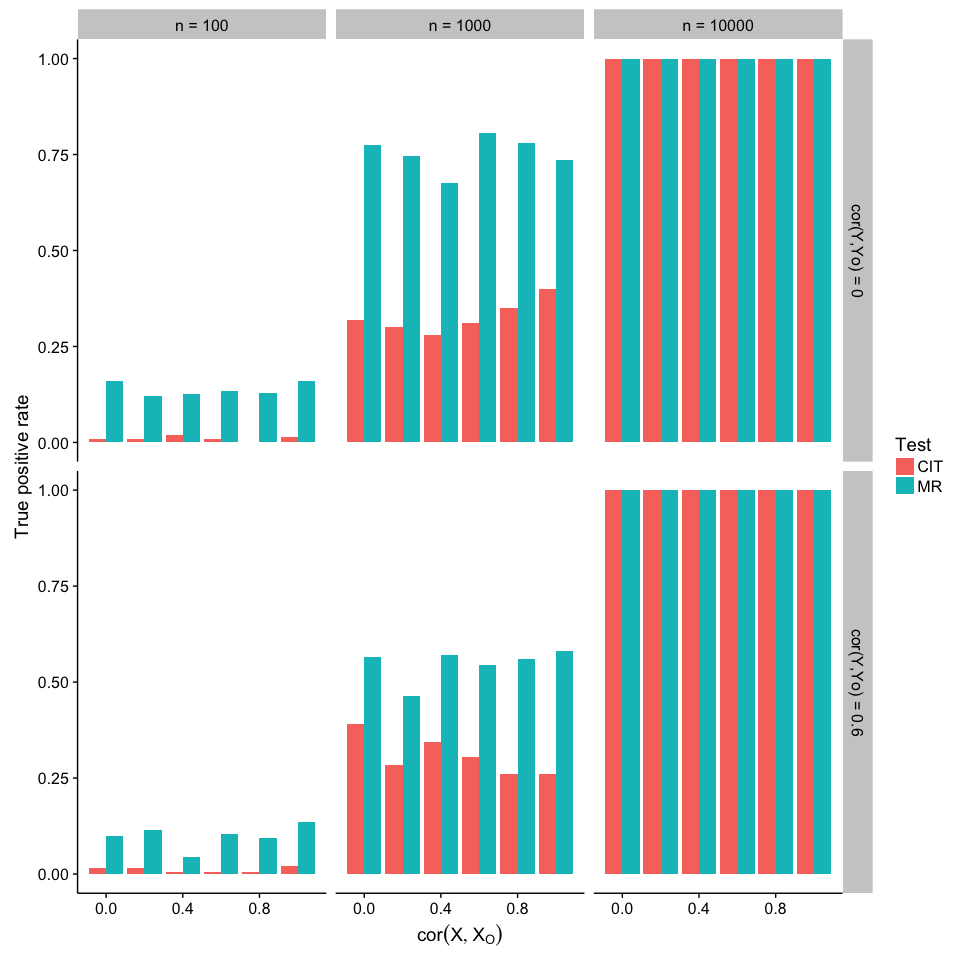 n = 100
n = 1000
n = 10000
1.00
0.75
0.50
0.25
0.00
cor(Y,Yo) = 0
1.00
0.75
0.50
0.25
0.00
cor(Y,Yo) = 0.6
True positive rate
0.0 0.4 0.8
0.0 0.4 0.8
0.0 0.4 0.8
cor(X, XO)
Test
CIT
MR